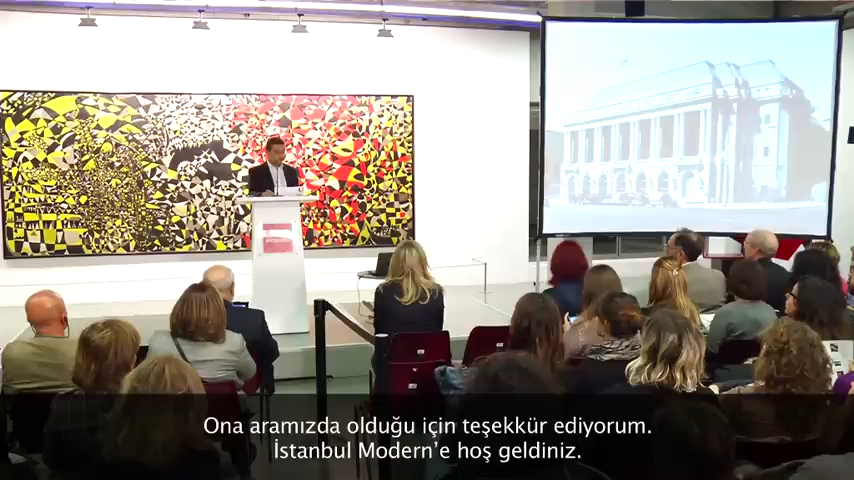 Ona aramızda olduğu için teşekkür ediyorum.
İstanbul Modern'e hoş geldiniz.